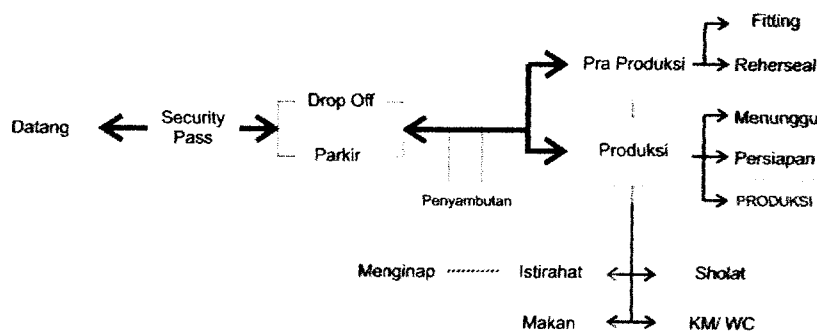 Fitting
Pra Produksi
Reherseal
Drop Off
Datang
Security
Pass
Menunggu
Parkir
Produksi
Persiapan
Penyambutan
PRODUKSI
Menginap
Istirahat
Sholat
Makan
KM/ WC